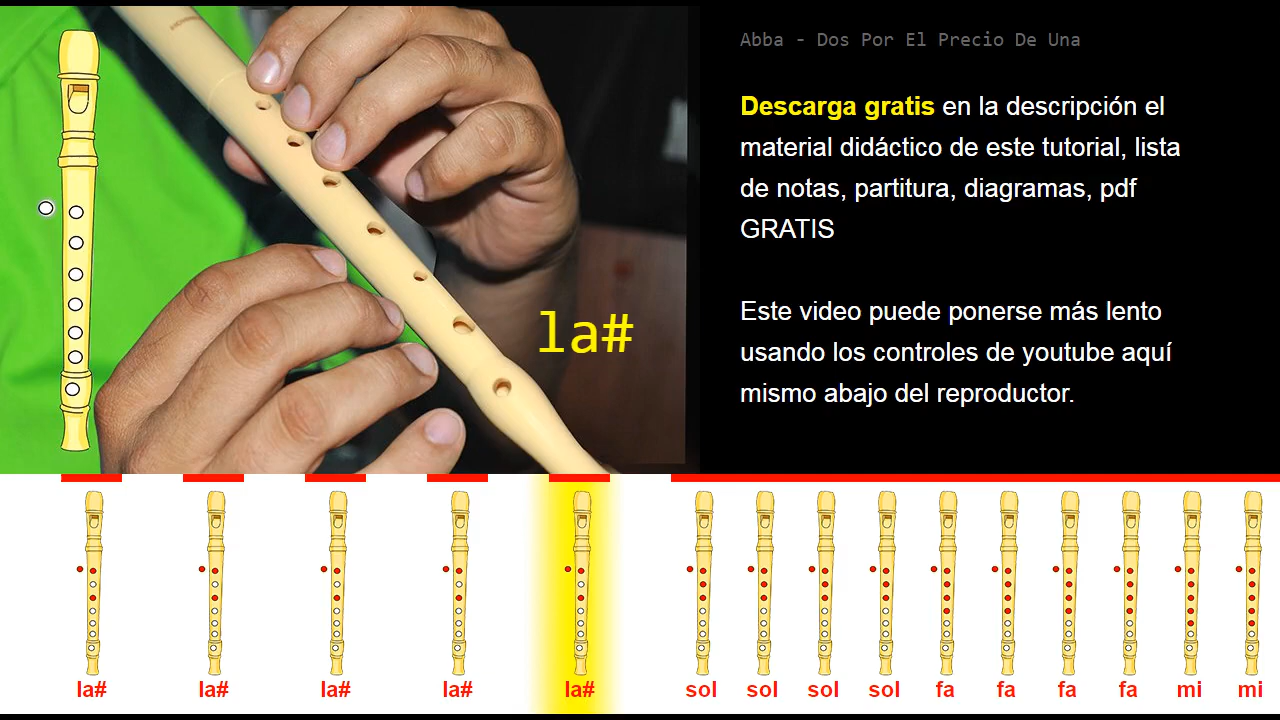 Abba - Dos Por El Precio De Una
Descarga gratis en la descripción el
material didáctico de este tutorial, lista
de notas, partitura, diagramas, pdf
GRATIS
Este video puede ponerse más lento
usando los controles de youtube aquí
mismo abajo del reproductor.
la#
la# la# la# la# la# sol sol sol sol fa fa fa fa mi mi